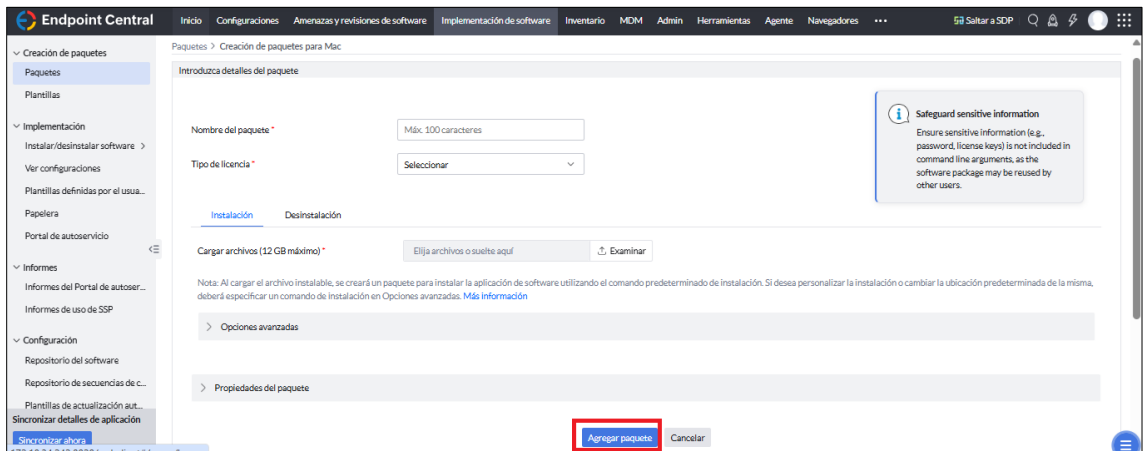 Endpoint Central
Inicio Configuraciones Amenazas y revisiones de software Implementación de software Inventario MDM Admin Herramientas Agente Navegadores ••• Saltar a SDP
Creación de paquetes
Paquetes
Plantillas
Implementación
Instalar/desinstalar software >
Ver configuraciones
Plantillas definidas por el usua...
Papelera
Portal de autoservicio
Informes
Informes del Portal de autoser...
Informes de uso de SSP
Configuración
Repositorio del software
Repositorio de secuencias de c...
Plantillas de actualización aut...
Sincronizar detalles de aplicación
Sincronizar ahora
Paquetes > Creación de paquetes para Mac
Introduzca detalles del paquete
Nombre del paquete *
Máx. 100 caracteres
Tipo de licencia *
Seleccionar
Safeguard sensitive information
Ensure sensitive information (e.g.,
password, license keys) is not included in
command line arguments, as the
software package may be reused by
other users.
Instalación Desinstalación
Cargar archivos (12 GB máximo) *
Elija archivos o suelte aquí
Examinar
Nota: Al cargar el archivo instalable, se creará un paquete para instalar la aplicación de software utilizando el comando predeterminado de instalación. Si desea personalizar la instalación o cambiar la ubicación predeterminada de la misma,
deberá especificar un comando de instalación en Opciones avanzadas. Más información
> Opciones avanzadas
> Propiedades del paquete
Agregar paquete Cancelar